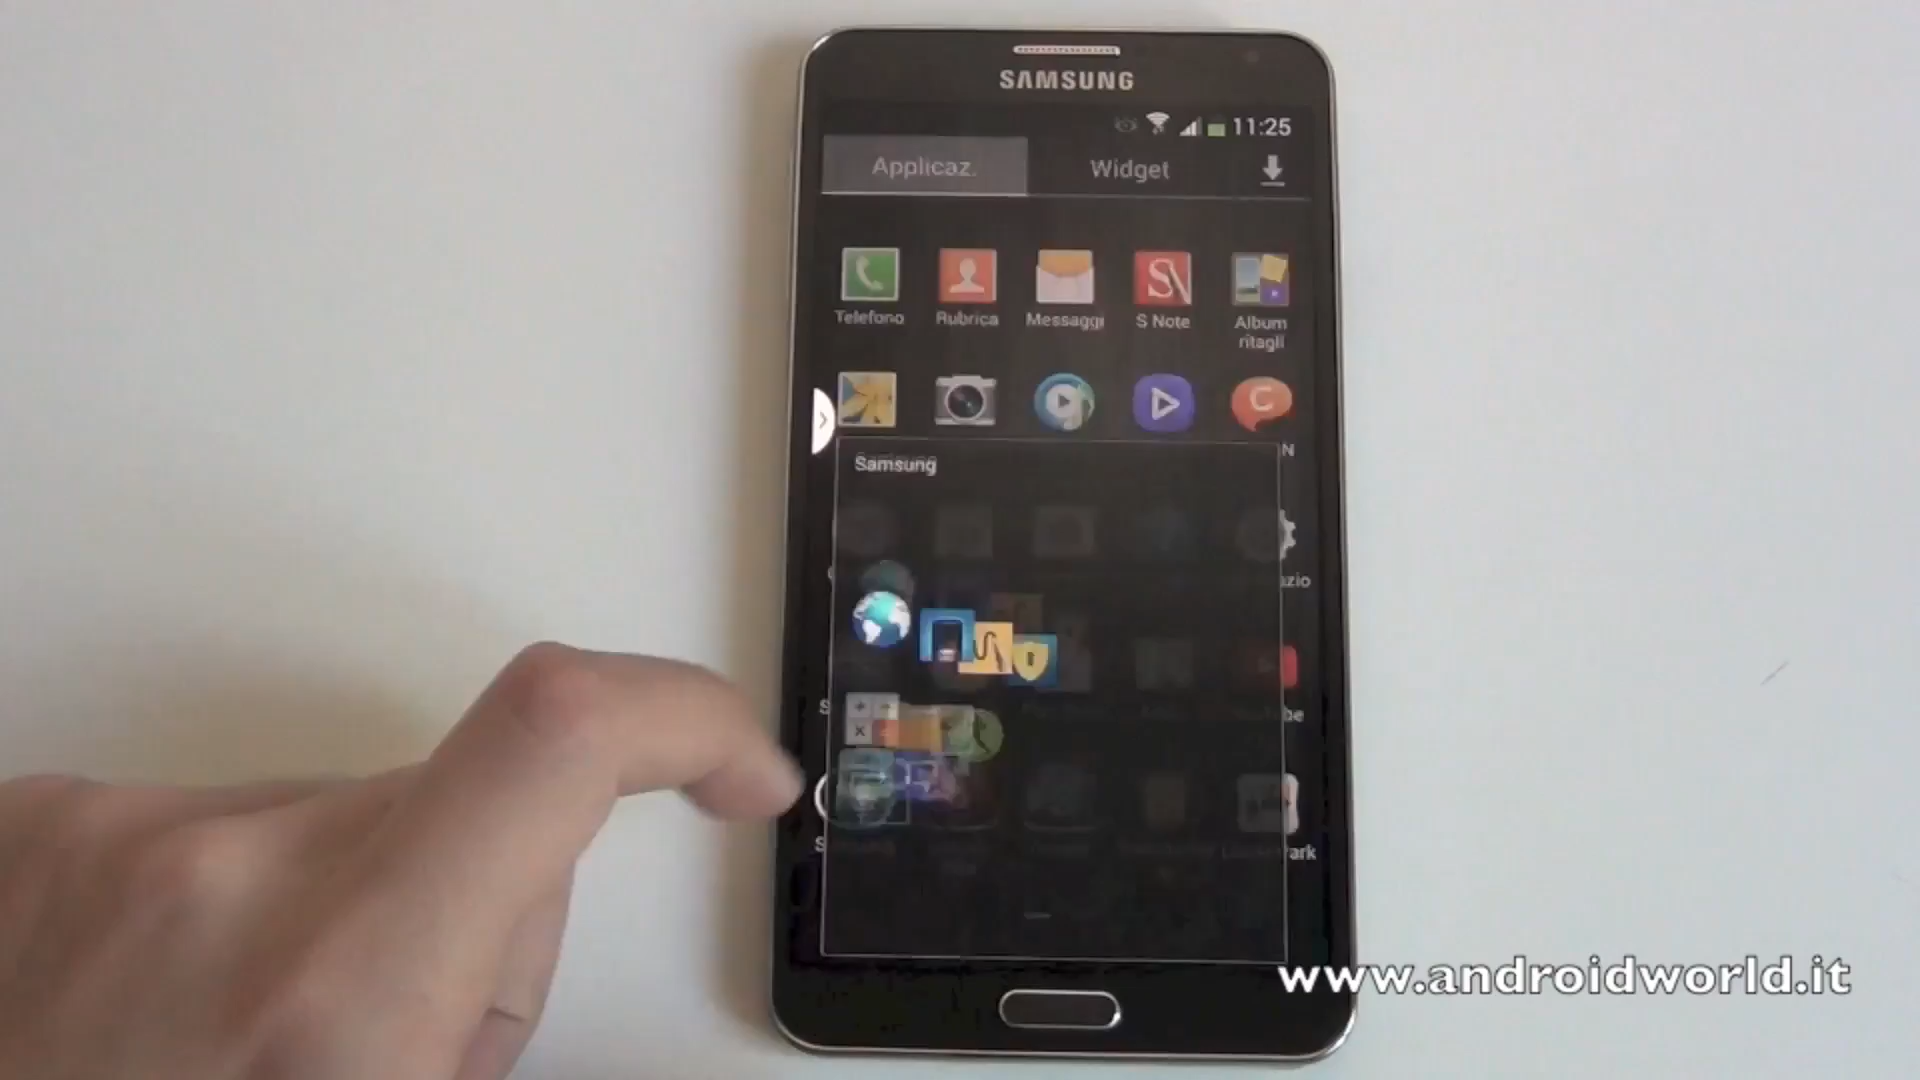 SAMSUNG
11:25
Applicaz.
Widget
Telefono
Rubrica
Messaggi
S Note
Album
ritagli
Samsung
www.androidworld.it